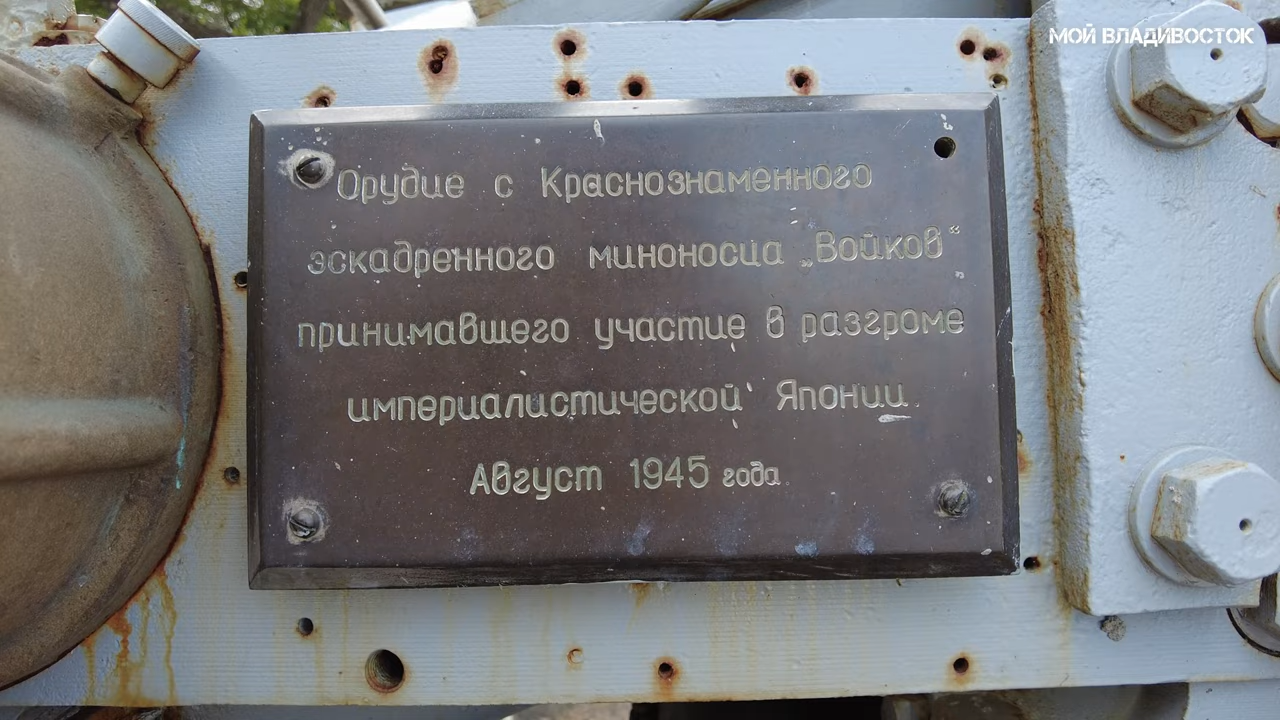 МОЙ ВЛАДИВОСТОК
Орудие с Краснознаменного
эскадренного миноносца „Войков“
принимавшего участие в разгроме
империалистической Японии.
Август 1945 года.